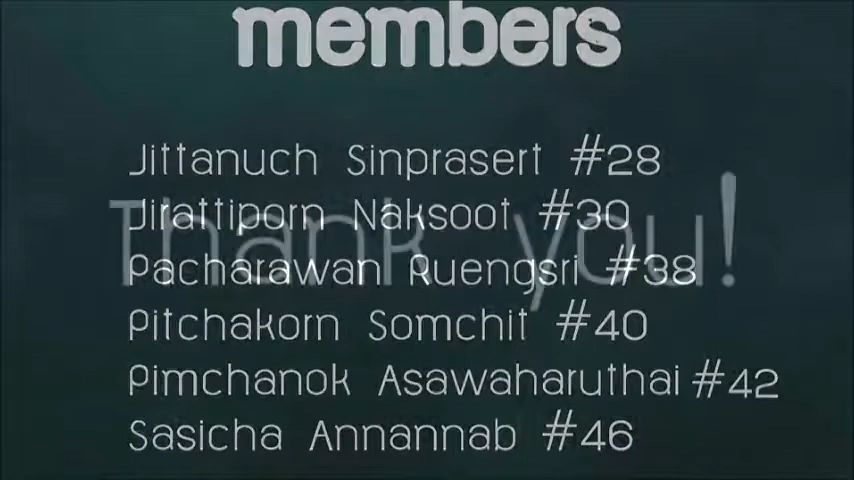 members
Jittanuch Sinprasert #28
Jirattiporn Naksoot #30
Thank you!
Pacharawan Ruengsri #38
Pitchakorn Somchit #40
Pimchanok Asawaharuthai #42
Sasicha Annannab #46